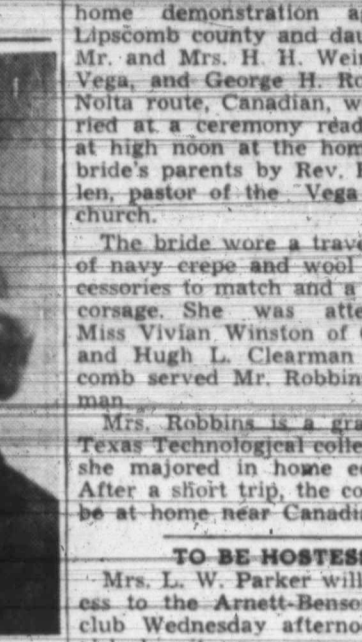 home demonstration a
Lipscomb county and dau
Mr. and Mrs. H. H. Wei
Vega, and George H. R
Nolta route, Canadian, w
ried at a ceremony read
at high noon at the hom
bride's parents by Rev.
len, pastor of the Vega
church.
The bride wore a trave
of navy crepe and wool
cessories to match and a
corsage. She was atte
Miss Vivian Winston of
and Hugh L. Clearman
comb served Mr. Robbin
man.
Mrs. Robbins is a gra
Texas Technological colle
she majored in home ec
After a short trip, the co
be at home near Canadi
TO BE HOSTESS
Mrs. L. W. Parker will
ess to the Arnett-Benso
club Wednesday afterno